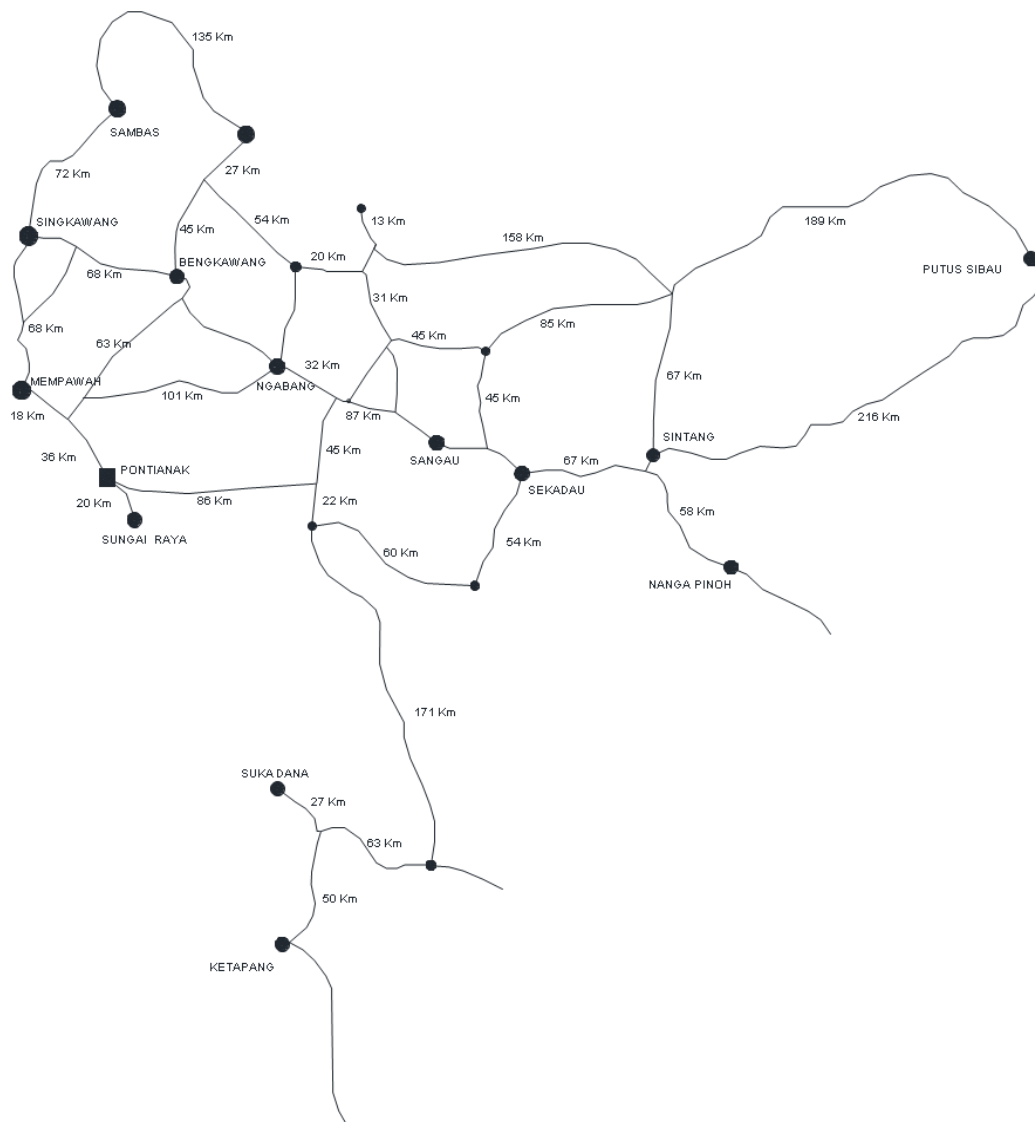 135 Km
SAMBAS
27 Km
72 Km
SINGKAWANG
45 Km
54 Km
13 Km
189 Km
158 Km
20 Km
BENGKAWANG
68 Km
PUTUS SIBAU
31 Km
68 Km
63 Km
45 Km
85 Km
32 Km
67 Km
MEMPAWAH
NGABANG
101 Km
18 Km
87 Km
45 Km
216 Km
SINTANG
36 Km
45 Km
SANGAU
67 Km
PONTIANAK
SEKADAU
20 Km
86 Km
22 Km
58 Km
SUNGAI RAYA
60 Km
54 Km
NANGA PINOH
171 Km
SUKADANA
27 Km
63 Km
50 Km
KETAPANG